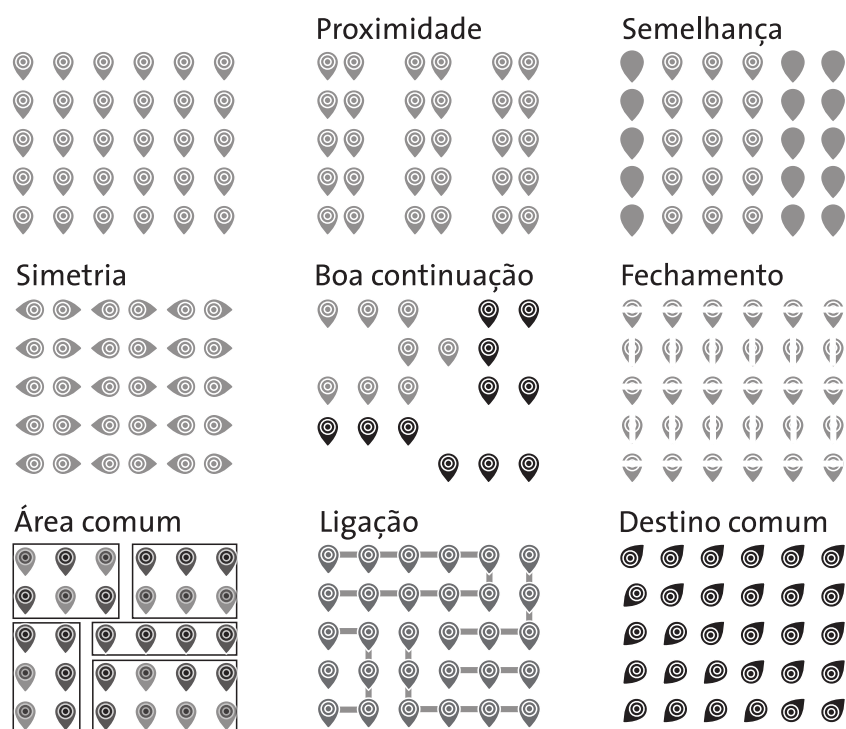 Proximidade
Semelhança
Simetria
Boa continuação
Fechamento
Área comum
Ligação
Destino comum